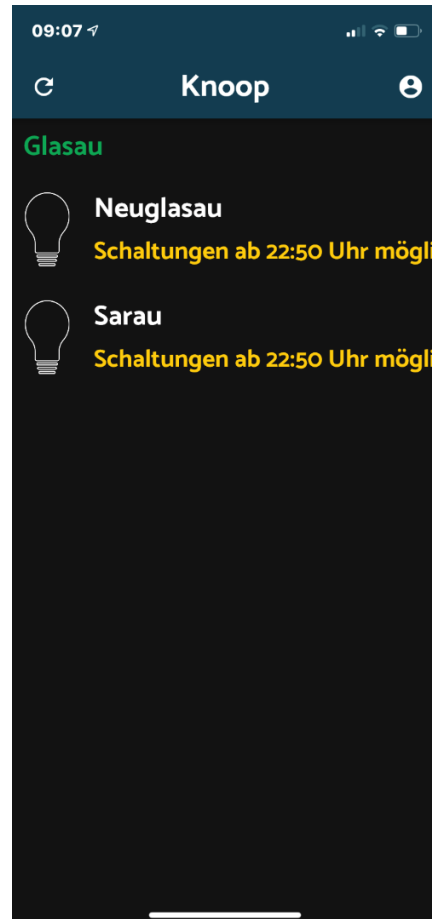 09:07
Knoop
Glasau
Neuglasau
Schaltungen ab 22:50 Uhr mögli
Sarau
Schaltungen ab 22:50 Uhr mögli